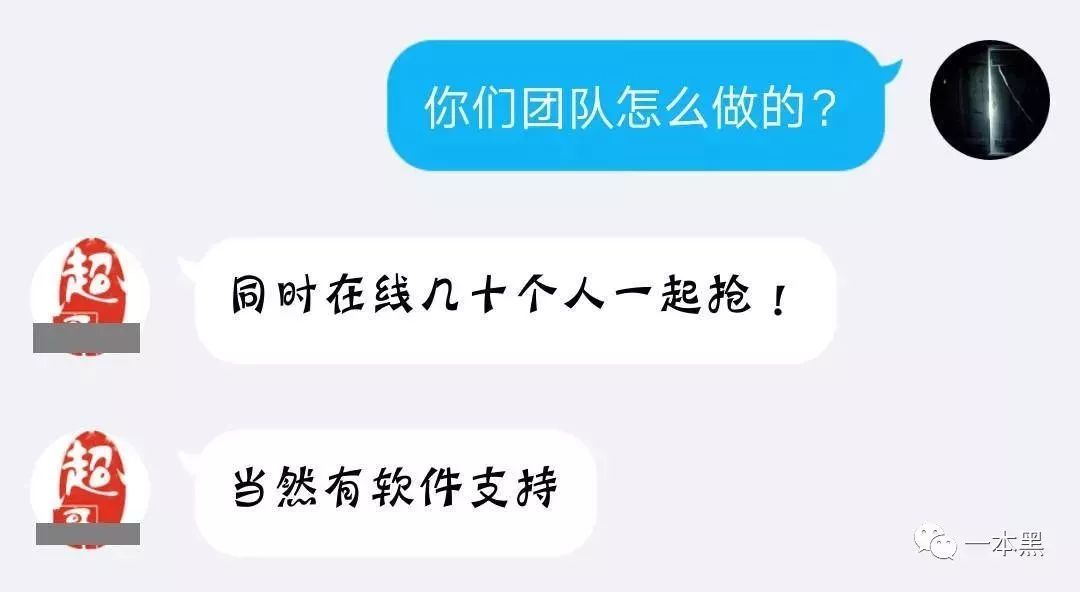 你们团队怎么做的？
超
同时在线几十个人一起抢！
超
当然有软件支持
一本黑